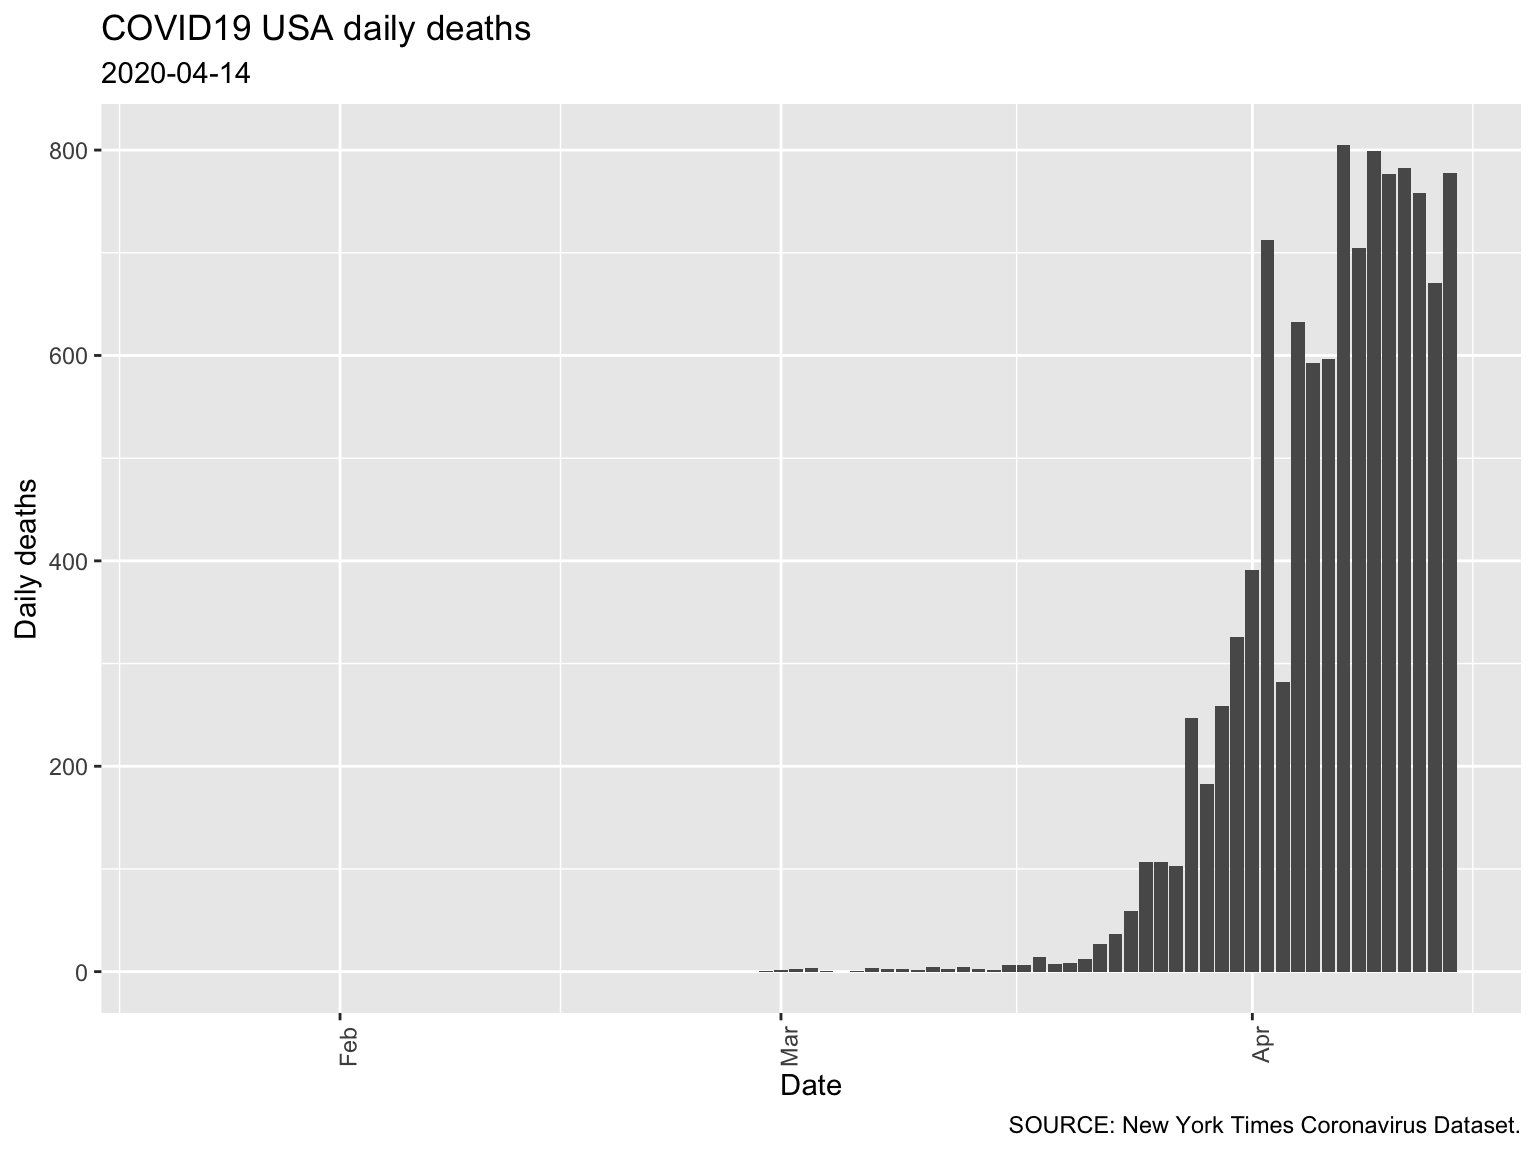 COVID19 USA daily deaths
2020-04-14
Daily deaths
800
600
400
200
0
Feb
Mar
Apr
Date
SOURCE: New York Times Coronavirus Dataset.